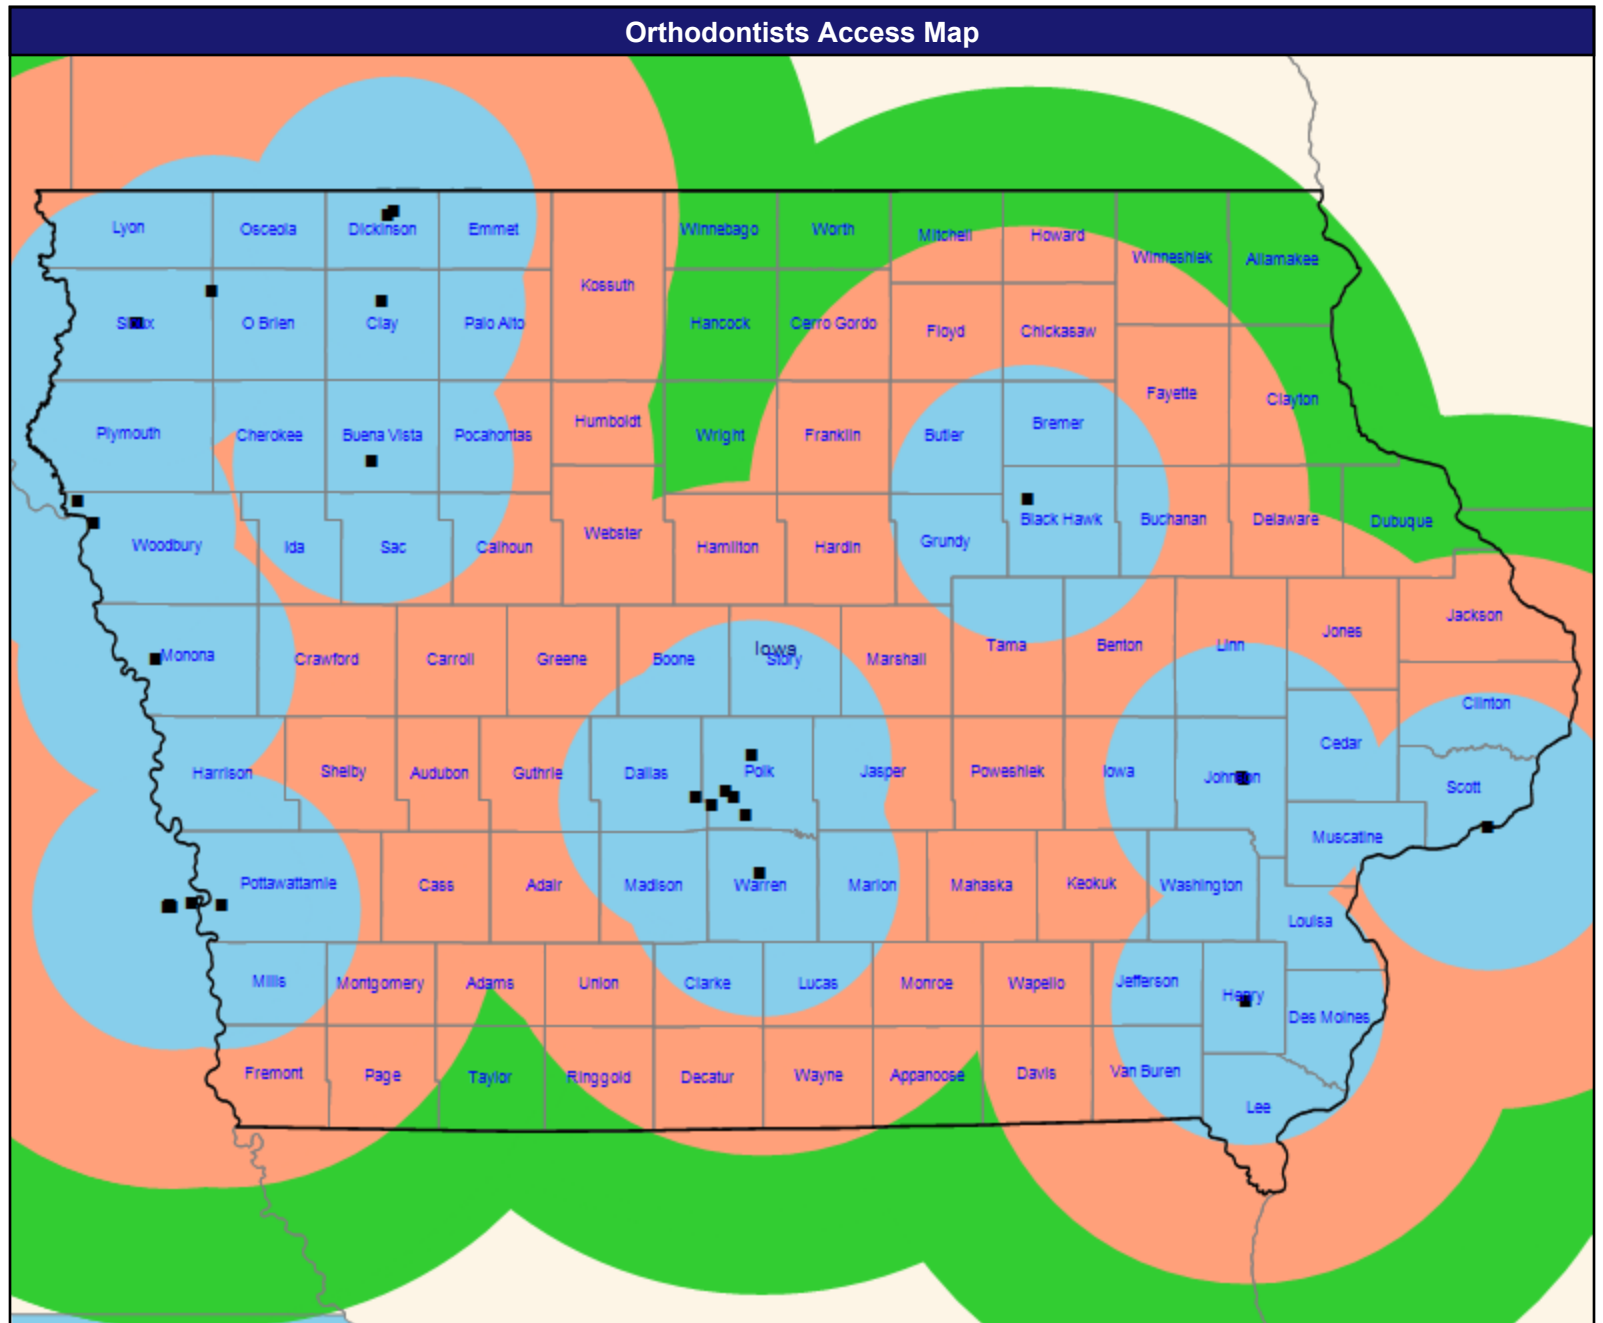 Orthodontists Access Map
Lyon Osceola Dickinson Emmet Winnebago Worth Mitchell Howard
Winneshiek Allamakee
Kossuth
Sioux O Brien Clay Palo Alto Hancock Cerro Gordo Floyd Chickasaw
Fayette Clayton
Plymouth Cherokee Buena Vista Pocahontas Humboldt Wright Franklin Butler Bremer
Woodbury Ida Sac Calhoun Webster Hamilton Hardin Grundy Black Hawk Buchanan Delaware Dubuque
Iowa
Monona Crawford Carroll Greene Boone Story Marshall Tama Benton Linn Jones Jackson
Clinton
Harrison Shelby Audubon Guthrie Dallas Polk Jasper Poweshiek Iowa Johnson Cedar Scott
Muscatine
Pottawattamie Cass Adair Madison Warren Marion Mahaska Keokuk Washington
Louisa
Mills Montgomery Adams Union Clarke Lucas Monroe Wapello Jefferson Henry
Des Moines
Fremont Page Taylor Ringgold Decatur Wayne Appanoose Davis Van Buren
Lee